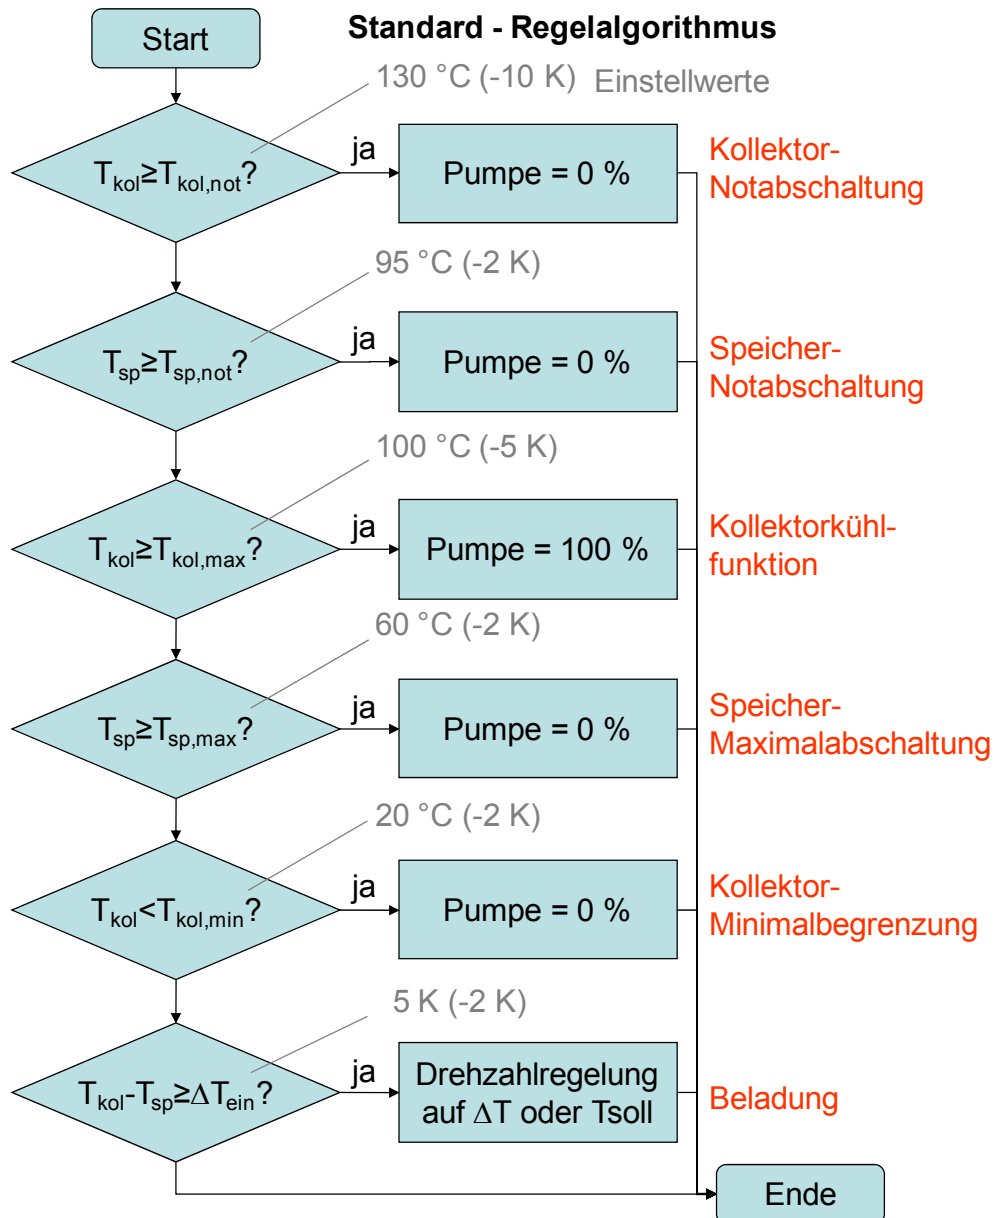 Standard - Regelalgorithmus
Start
130 °C (-10 K) Einstellwerte
T_kol≥T_kol,not?
ja
Pumpe = 0 %
Kollektor-
Notabschaltung
95 °C (-2 K)
T_sp≥T_sp,not?
ja
Pumpe = 0 %
Speicher-
Notabschaltung
100 °C (-5 K)
T_kol≥T_kol,max?
ja
Pumpe = 100 %
Kollektorkühl-
funktion
60 °C (-2 K)
T_sp≥T_sp,max?
ja
Pumpe = 0 %
Speicher-
Maximalabschaltung
20 °C (-2 K)
T_kol<T_kol,min?
ja
Pumpe = 0 %
Kollektor-
Minimalbegrenzung
5 K (-2 K)
T_kol-T_sp≥ΔT_ein?
ja
Drehzahlregelung
auf ΔT oder Tsoll
Beladung
Ende